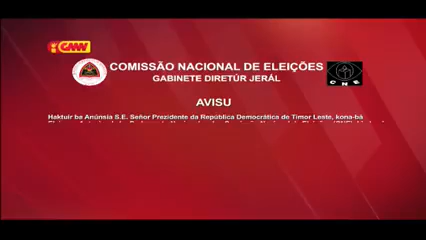 GMN
COMISSÃO NACIONAL DE ELEIÇÕES
GABINETE DIRETÚR JERÁL
C N E
AVISU
Haktuir ba Anúnsia S.E. Señor Prezidente da República Democrática de Timor Leste, kona-bá